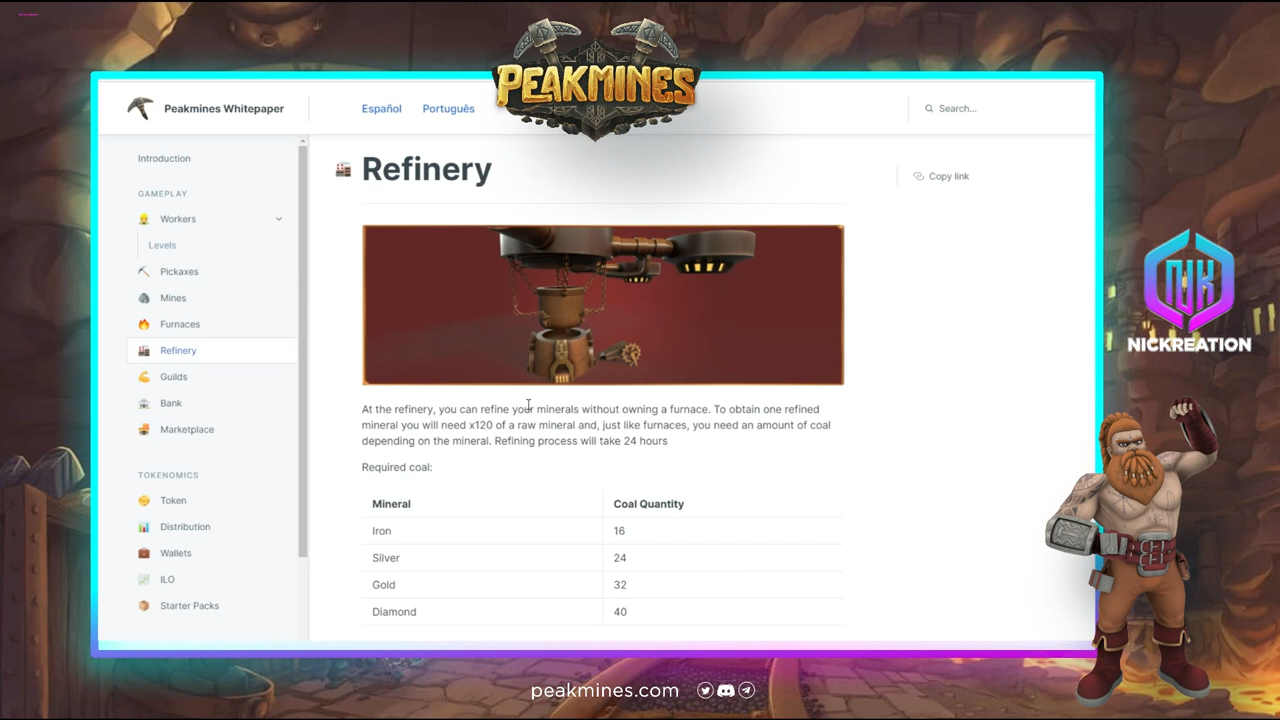 PEAKMINES
Peakmines Whitepaper
Español
Português
Search...
Introduction
GAMEPLAY
Workers
Levels
Pickaxes
Mines
Furnaces
Refinery
Guilds
Bank
Marketplace
TOKENOMICS
Token
Distribution
Wallets
ILO
Starter Packs
Refinery
Copy link
At the refinery, you can refine your minerals without owning a furnace. To obtain one refined
mineral you will need x120 of a raw mineral and, just like furnaces, you need an amount of coal
depending on the mineral. Refining process will take 24 hours
Required coal:
Mineral Coal Quantity
Iron 16
Silver 24
Gold 32
Diamond 40
NICKREATION
peakmines.com